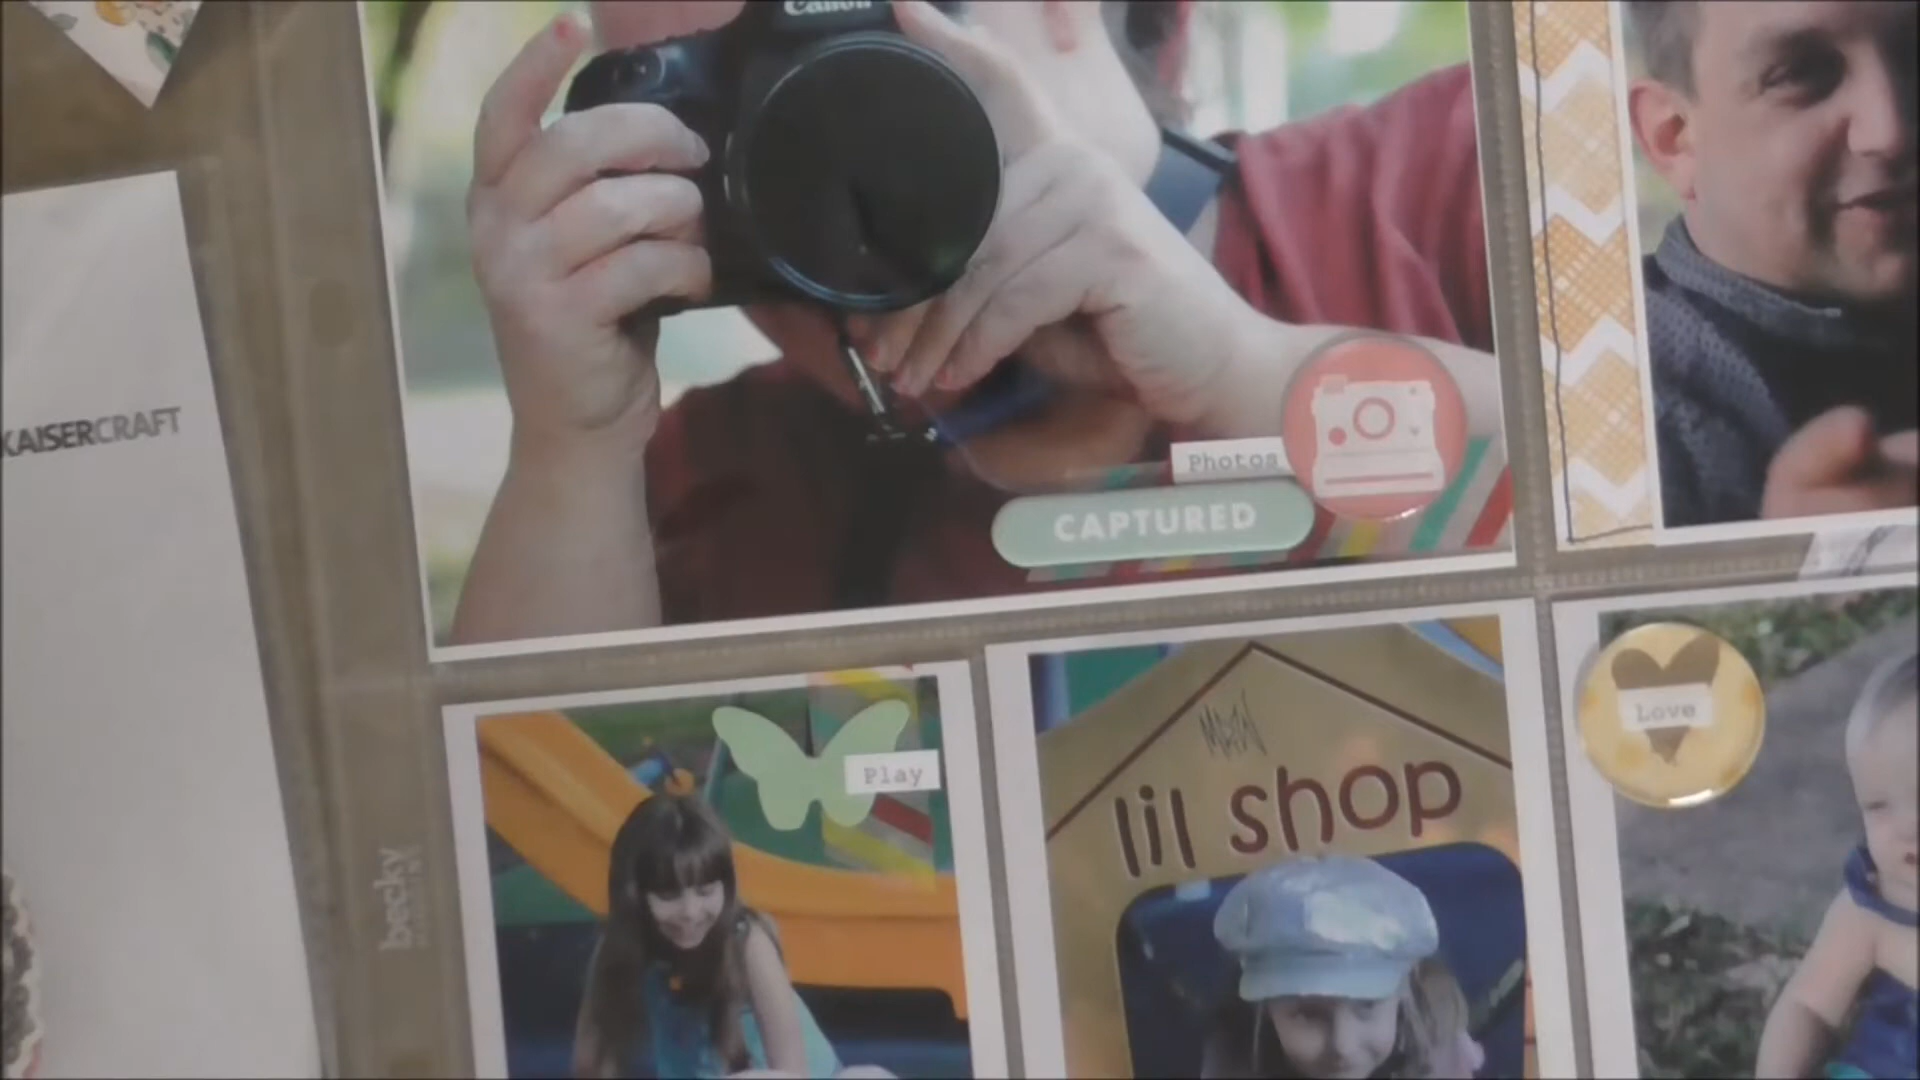 Canon
KAISERCRAFT
Photos
CAPTURED
Play
lil shop
Love
becky